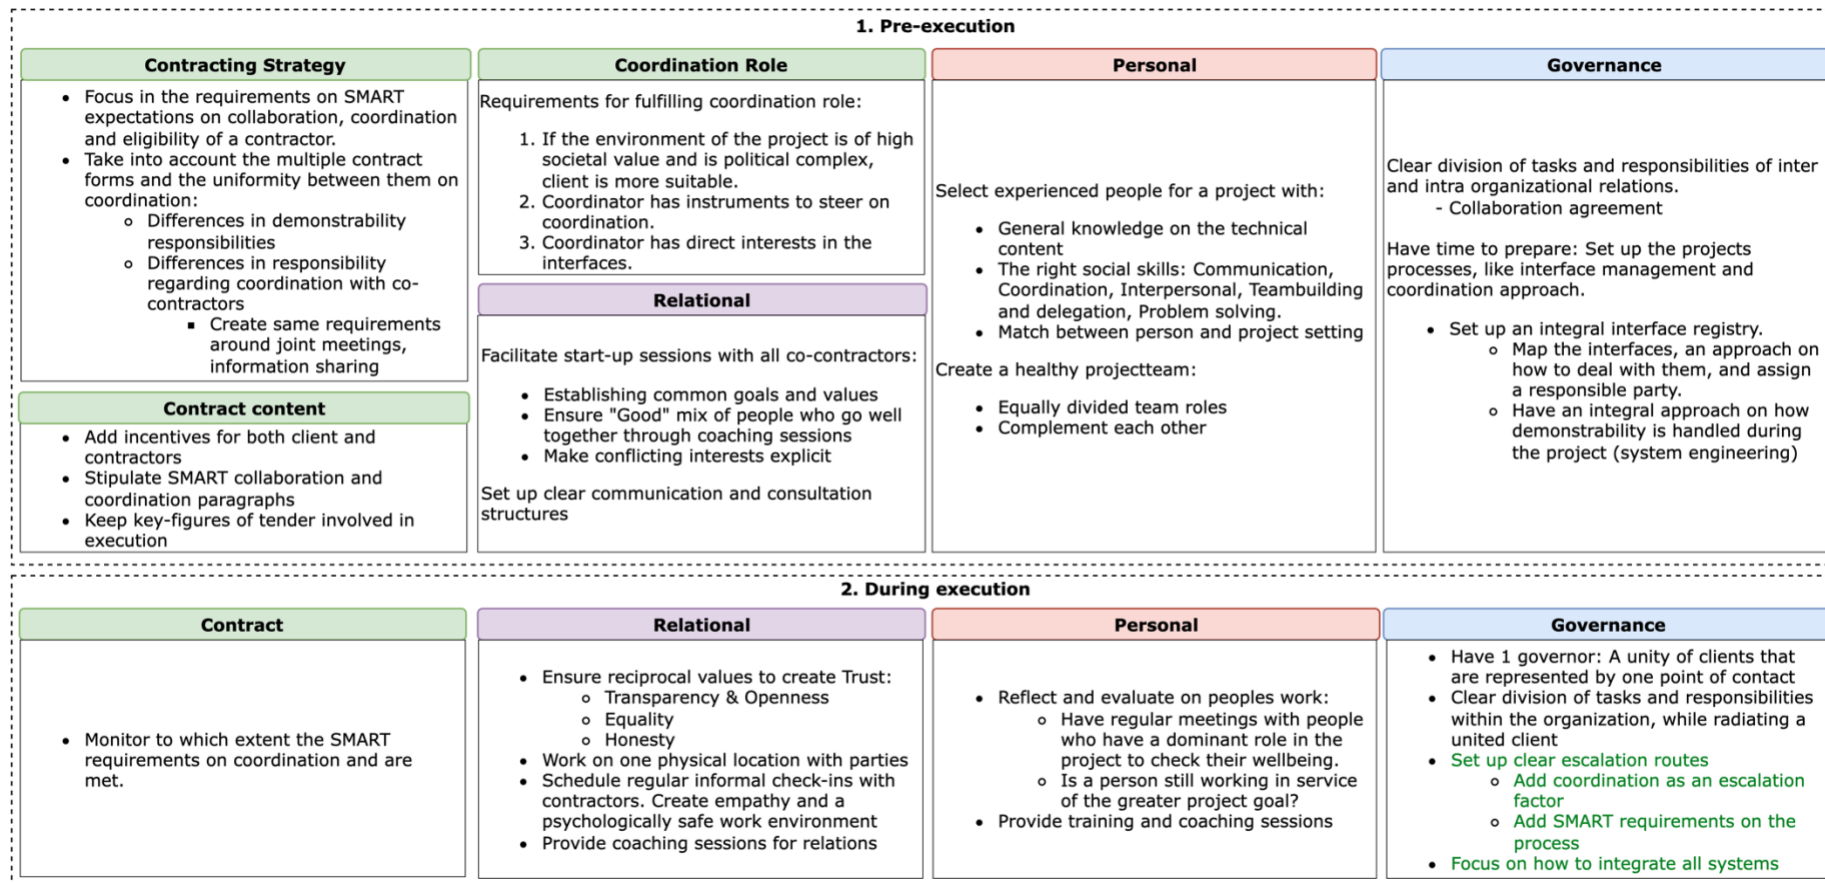 1. Pre-execution
Contracting Strategy
• Focus in the requirements on SMART
expectations on collaboration, coordination
and eligibility of a contractor.
• Take into account the multiple contract
forms and the uniformity between them on
coordination:
○ Differences in demonstrability
responsibilities
○ Differences in responsibility
regarding coordination with co-
contractors
▪ Create same requirements
around joint meetings,
information sharing
Contract content
• Add incentives for both client and
contractors
• Stipulate SMART collaboration and
coordination paragraphs
• Keep key-figures of tender involved in
execution
Coordination Role
Requirements for fulfilling coordination role:
1. If the environment of the project is of high
societal value and is political complex,
client is more suitable.
2. Coordinator has instruments to steer on
coordination.
3. Coordinator has direct interests in the
interfaces.
Relational
Facilitate start-up sessions with all co-contractors:
• Establishing common goals and values
• Ensure "Good" mix of people who go well
together through coaching sessions
• Make conflicting interests explicit
Set up clear communication and consultation
structures
Personal
Select experienced people for a project with:
• General knowledge on the technical
content
• The right social skills: Communication,
Coordination, Interpersonal, Teambuilding
and delegation, Problem solving.
• Match between person and project setting
Create a healthy projectteam:
• Equally divided team roles
• Complement each other
Governance
Clear division of tasks and responsibilities of inter
and intra organizational relations.
- Collaboration agreement
Have time to prepare: Set up the projects
processes, like interface management and
coordination approach.
• Set up an integral interface registry.
○ Map the interfaces, an approach on
how to deal with them, and assign
a responsible party.
○ Have an integral approach on how
demonstrability is handled during
the project (system engineering)
2. During execution
Contract
• Monitor to which extent the SMART
requirements on coordination and are
met.
Relational
• Ensure reciprocal values to create Trust:
○ Transparency & Openness
○ Equality
○ Honesty
• Work on one physical location with parties
• Schedule regular informal check-ins with
contractors. Create empathy and a
psychologically safe work environment
• Provide coaching sessions for relations
Personal
• Reflect and evaluate on peoples work:
○ Have regular meetings with people
who have a dominant role in the
project to check their wellbeing.
○ Is a person still working in service
of the greater project goal?
• Provide training and coaching sessions
Governance
• Have 1 governor: A unity of clients that
are represented by one point of contact
• Clear division of tasks and responsibilities
within the organization, while radiating a
united client
• Set up clear escalation routes
○ Add coordination as an escalation
factor
○ Add SMART requirements on the
process
• Focus on how to integrate all systems